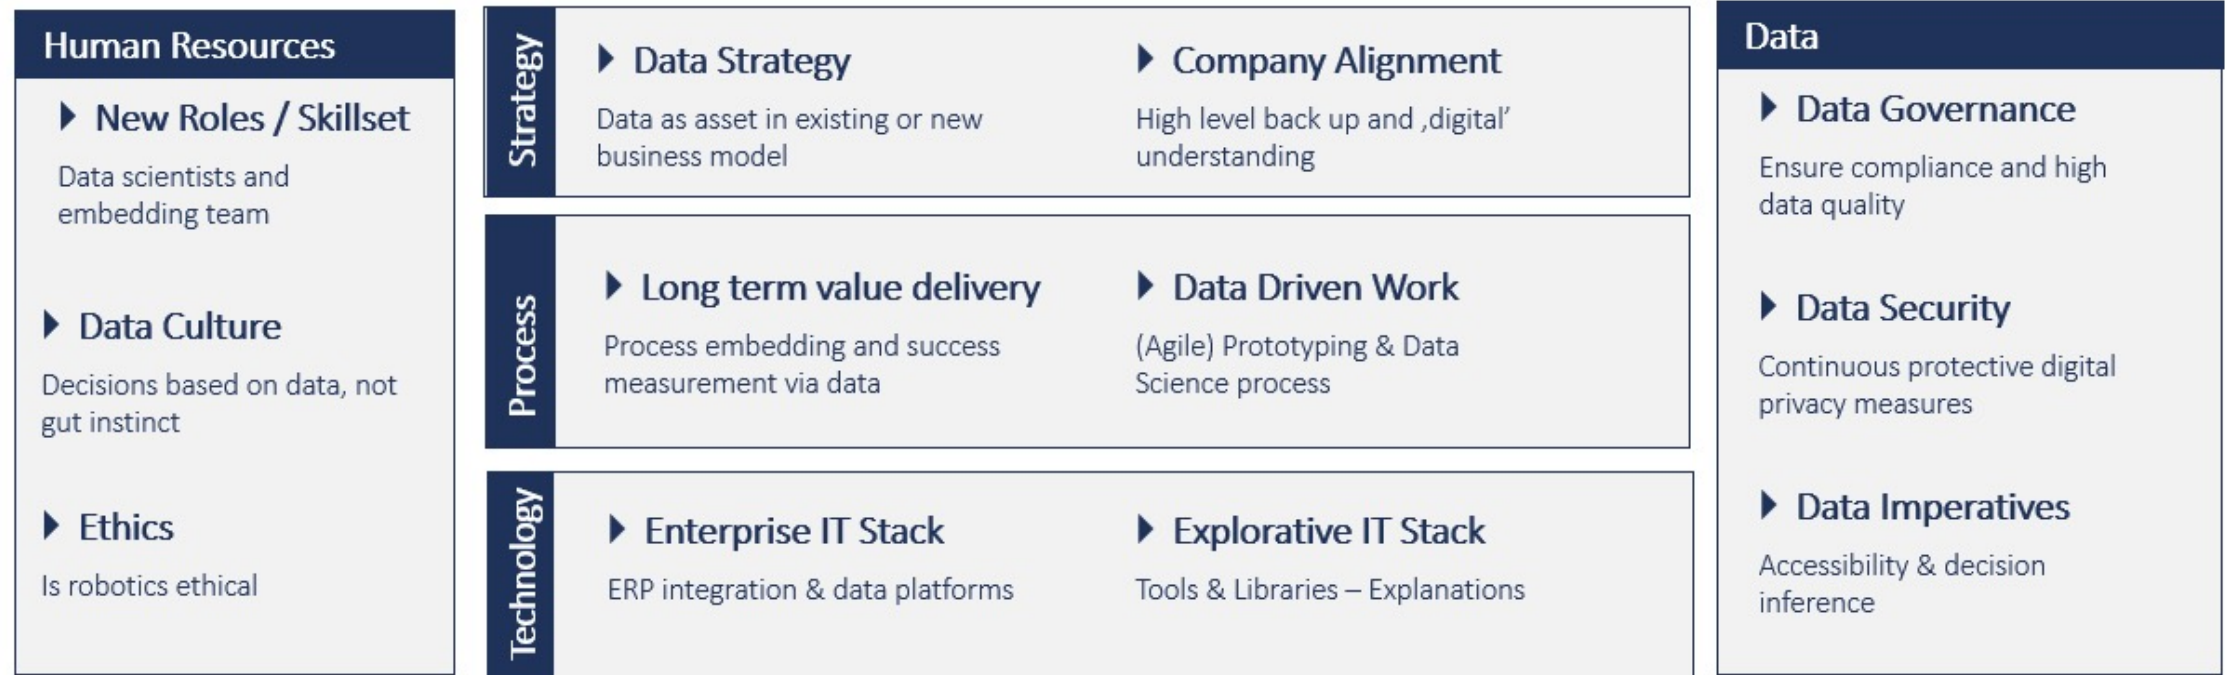 Human Resources
New Roles / Skillset
Data scientists and
embedding team
Data Culture
Decisions based on data, not
gut instinct
Ethics
Is robotics ethical
Strategy
Data Strategy
Data as asset in existing or new
business model
Company Alignment
High level back up and ‚digital’
understanding
Process
Long term value delivery
Process embedding and success
measurement via data
Data Driven Work
(Agile) Prototyping & Data
Science process
Technology
Enterprise IT Stack
ERP integration & data platforms
Explorative IT Stack
Tools & Libraries – Explanations
Data
Data Governance
Ensure compliance and high
data quality
Data Security
Continuous protective digital
privacy measures
Data Imperatives
Accessibility & decision
inference